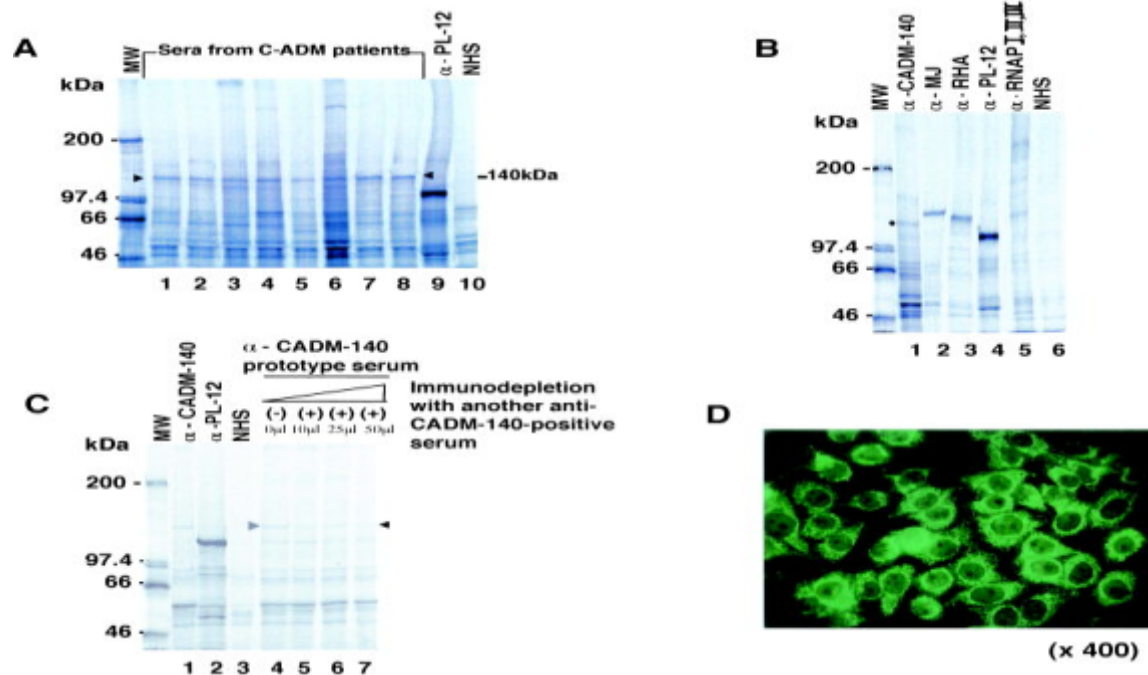 A
MW
Sera from C-ADM patients
α - PL-12
NHS
kDa
200 -
97.4 -
66 -
46 -
-140kDa
1 2 3 4 5 6 7 8 9 10
B
MW
α -CADM-140
α - MJ
α - RHA
α - PL-12
α - RNAP I, II, III
NHS
kDa
200 -
97.4 -
66 -
46 -
1 2 3 4 5 6
C
MW
α - CADM-140
α -PL-12
NHS
α - CADM-140
prototype serum
(-) (+) (+) (+)
0µl 10µl 25µl 50µl
Immunodepletion
with another anti-
CADM-140-positive
serum
kDa
200 -
97.4 -
66 -
46 -
1 2 3 4 5 6 7
D
(x 400)